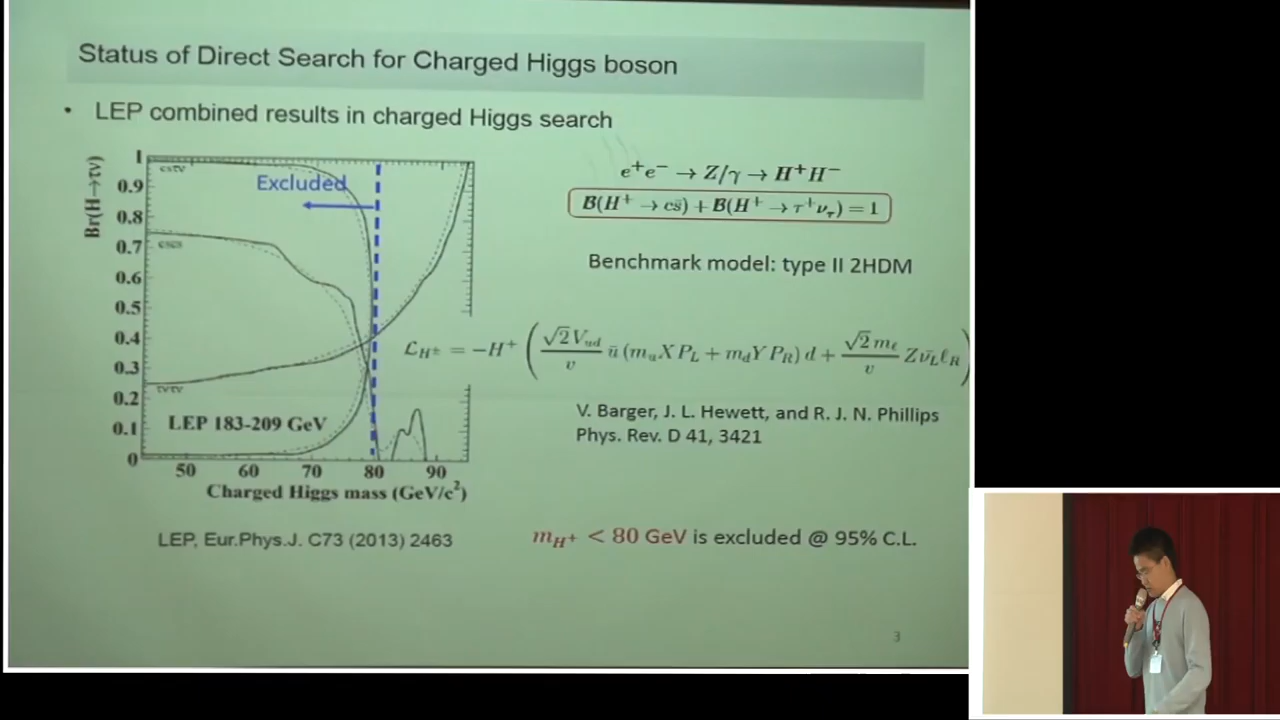 Status of Direct Search for Charged Higgs boson
• LEP combined results in charged Higgs search
Br(H→τν)
1
0.9
0.8
0.7
0.6
0.5
0.4
0.3
0.2
0.1
0
csτν
Excluded
cscs
τντν
LEP 183-209 GeV
50 60 70 80 90
Charged Higgs mass (GeV/c²)
e⁺e⁻ → Z/γ → H⁺H⁻
B(H⁺ → cs̄) + B(H⁺ → τ⁺ν_τ) = 1
Benchmark model: type II 2HDM
ℒ_H± = −H⁺ ( √2 V_ud / υ ū (m_u X P_L + m_d Y P_R) d + √2 m_ℓ / υ Z ν̄_L ℓ_R )
V. Barger, J. L. Hewett, and R. J. N. Phillips
Phys. Rev. D 41, 3421
LEP, Eur.Phys.J. C73 (2013) 2463
m_H⁺ < 80 GeV is excluded @ 95% C.L.
3